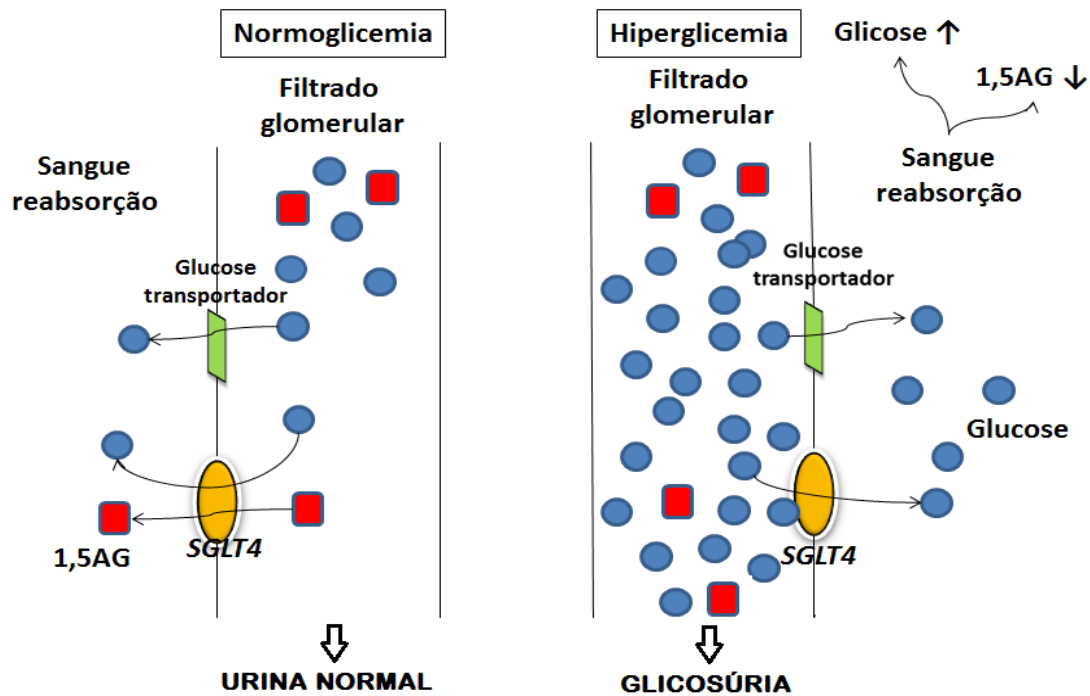 Normoglicemia
Filtrado
glomerular
Sangue
reabsorção
Glucose
transportador
SGLT4
1,5AG
URINA NORMAL
Hiperglicemia
Glicose ↑
1,5AG ↓
Filtrado
glomerular
Sangue
reabsorção
Glucose
transportador
Glucose
SGLT4
GLICOSÚRIA